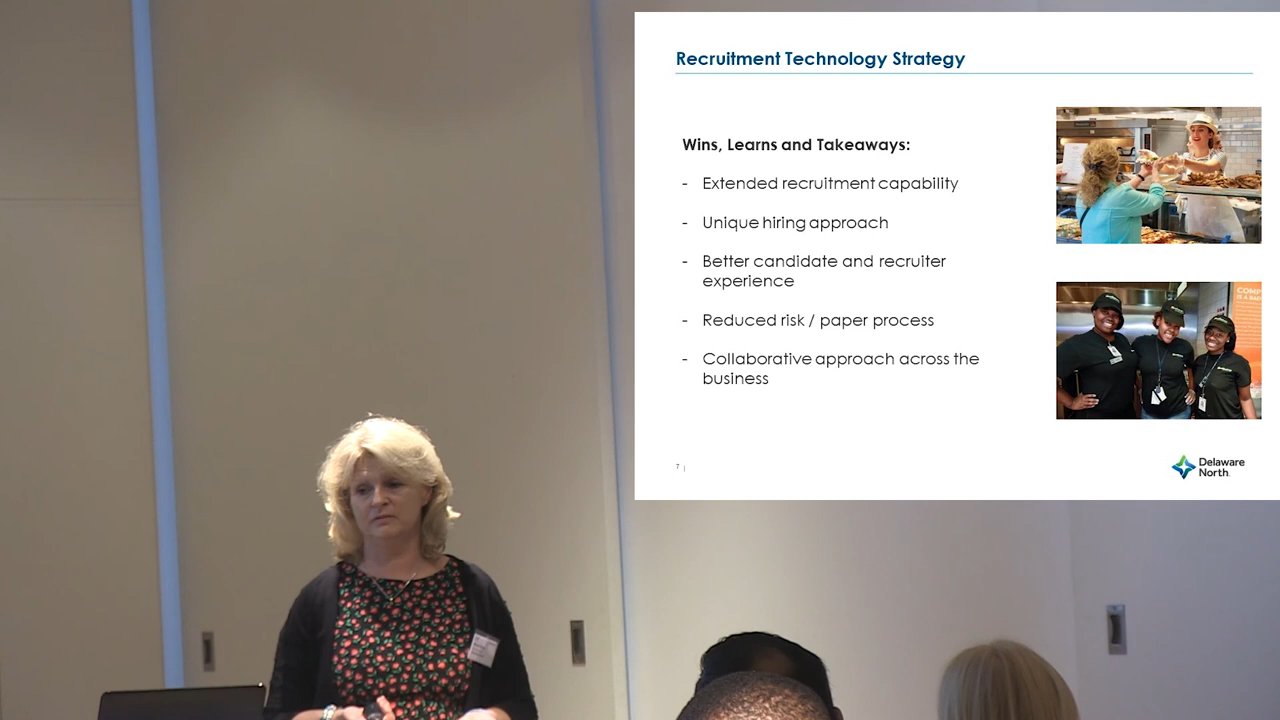 Recruitment Technology Strategy
Wins, Learns and Takeaways:
- Extended recruitment capability
- Unique hiring approach
- Better candidate and recruiter
experience
- Reduced risk / paper process
- Collaborative approach across the
business
7 |
Delaware
North